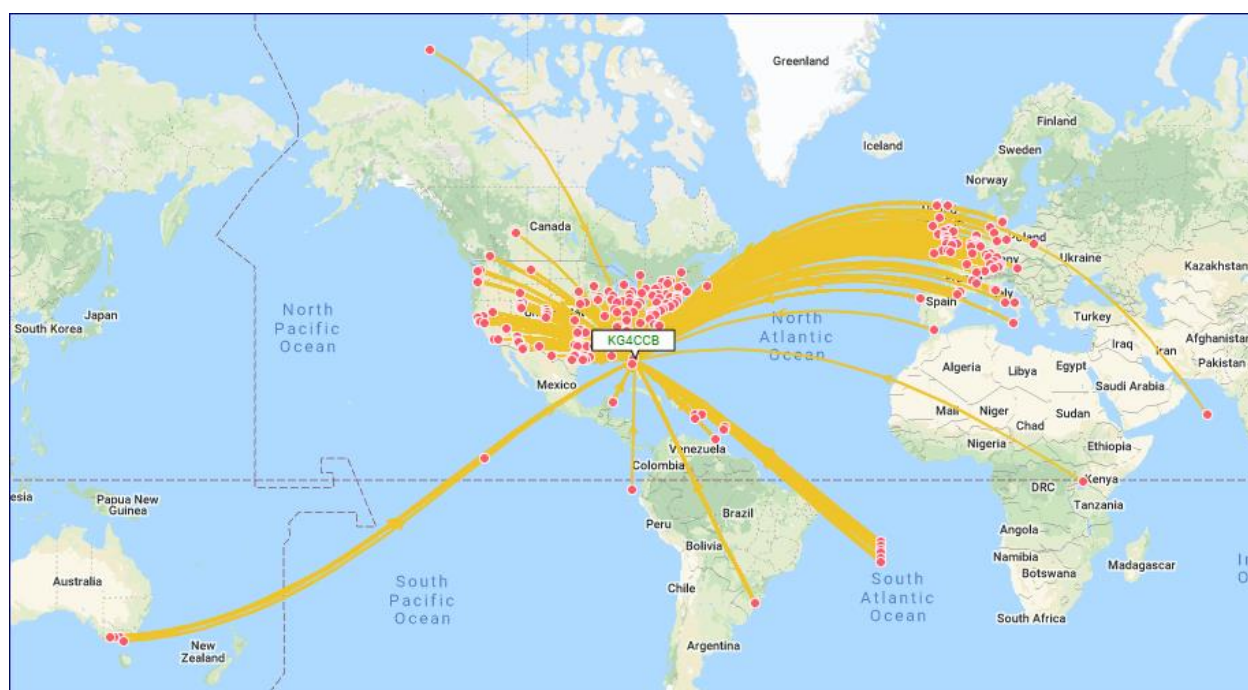 Greenland
Finland
Iceland
Sweden
Norway
Canada
Poland
Ukraine
Kazakhstan
Japan
South Korea
North
Pacific
Ocean
KG4CCB
North
Atlantic
Ocean
Spain
Turkey
Afghanistan
Iraq
Iran
Pakistan
Mexico
Algeria
Libya
Egypt
Saudi Arabia
Mali
Niger
Sudan
Chad
Nigeria
Ethiopia
Venezuela
Colombia
DRC
Kenya
Tanzania
Papua New
Guinea
esia
Peru
Brazil
Bolivia
Angola
Namibia
Botswana
Madagascar
Australia
South
Pacific
Ocean
South
Atlantic
Ocean
Chile
South Africa
New
Zealand
Argentina